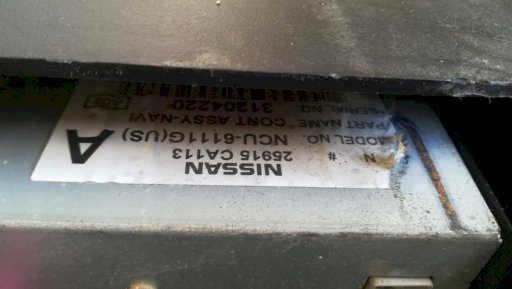 NISSAN
N # 25915 CA113
MODEL NO. NCU-6111G(US)
PART NAME CONT ASSY-NAVI
SERIAL NO. 31204220
A